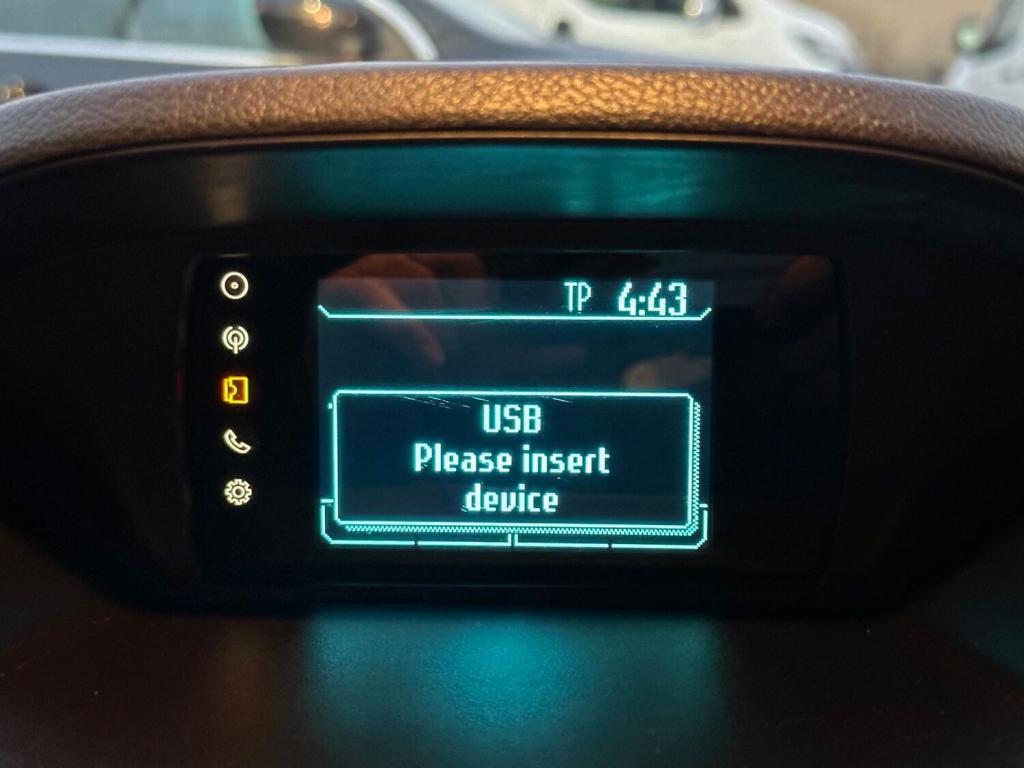 TP 4:43
USB
Please insert
device